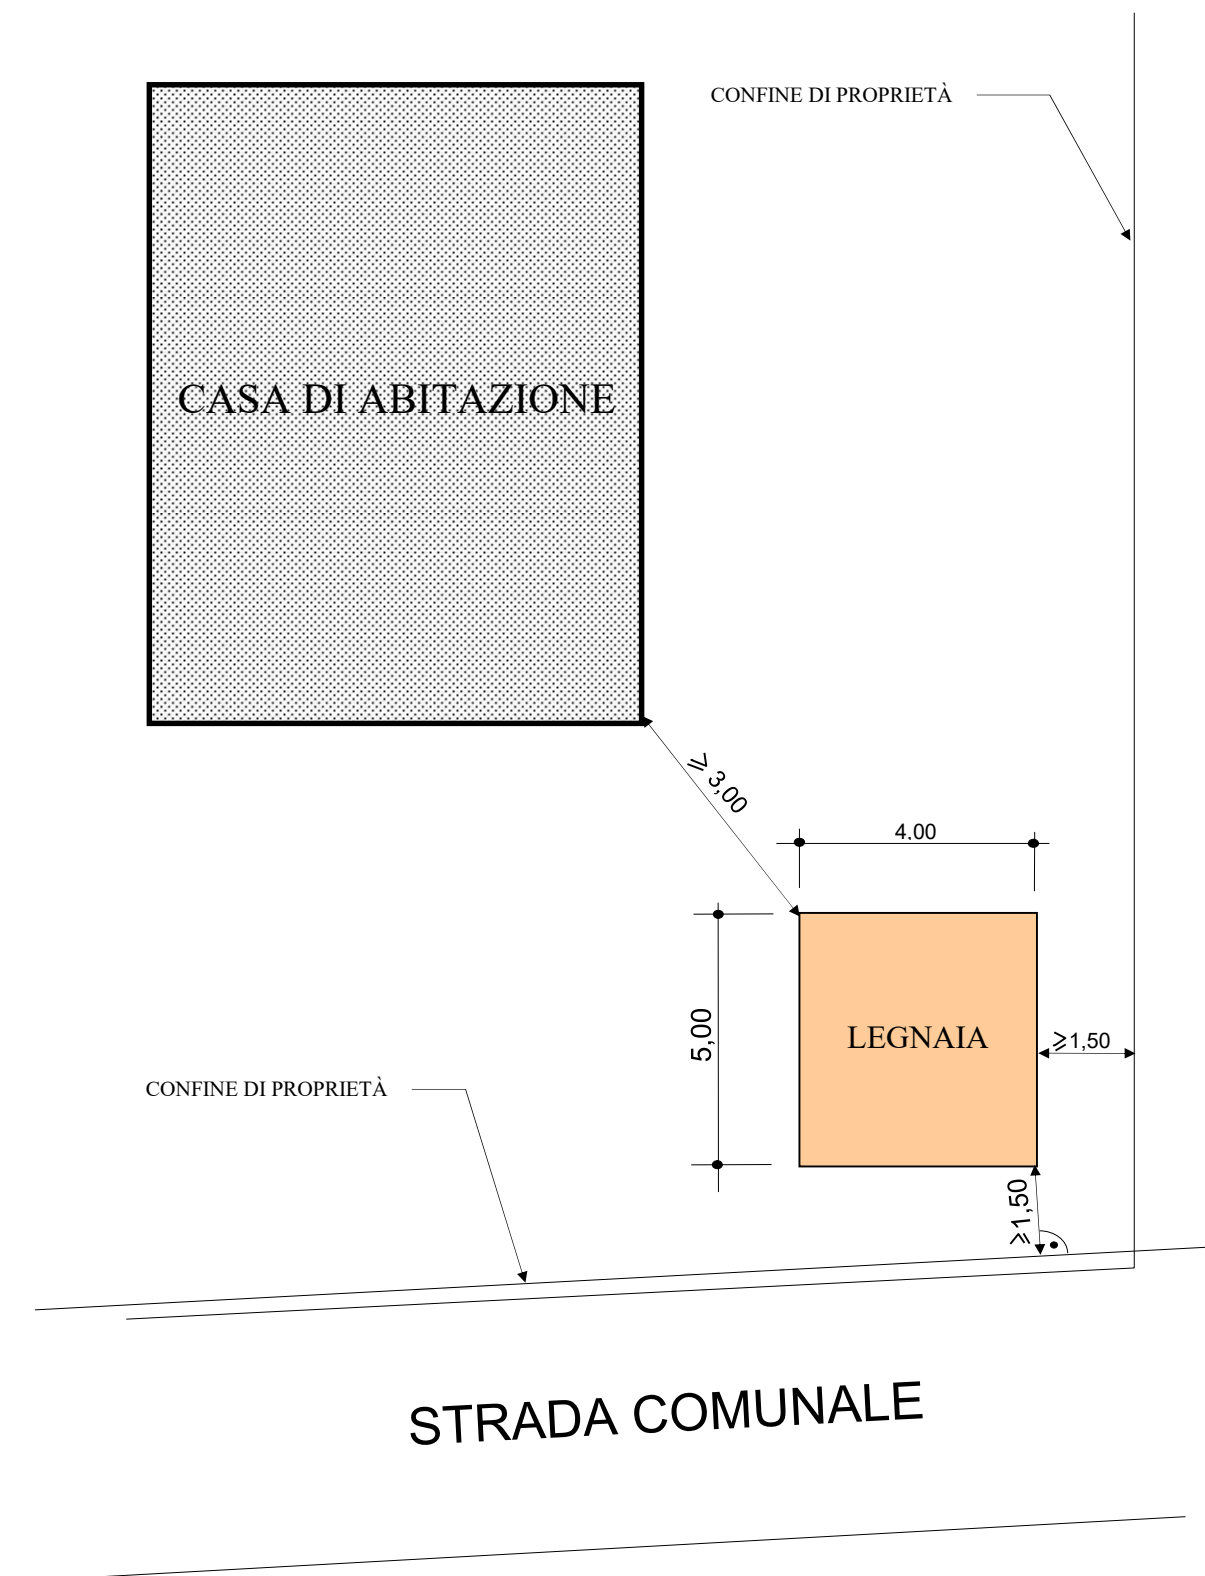 CONFINE DI PROPRIETÀ
CASA DI ABITAZIONE
⩾ 3,00
4,00
5,00
LEGNAIA
⩾1,50
CONFINE DI PROPRIETÀ
⩾1,50
STRADA COMUNALE